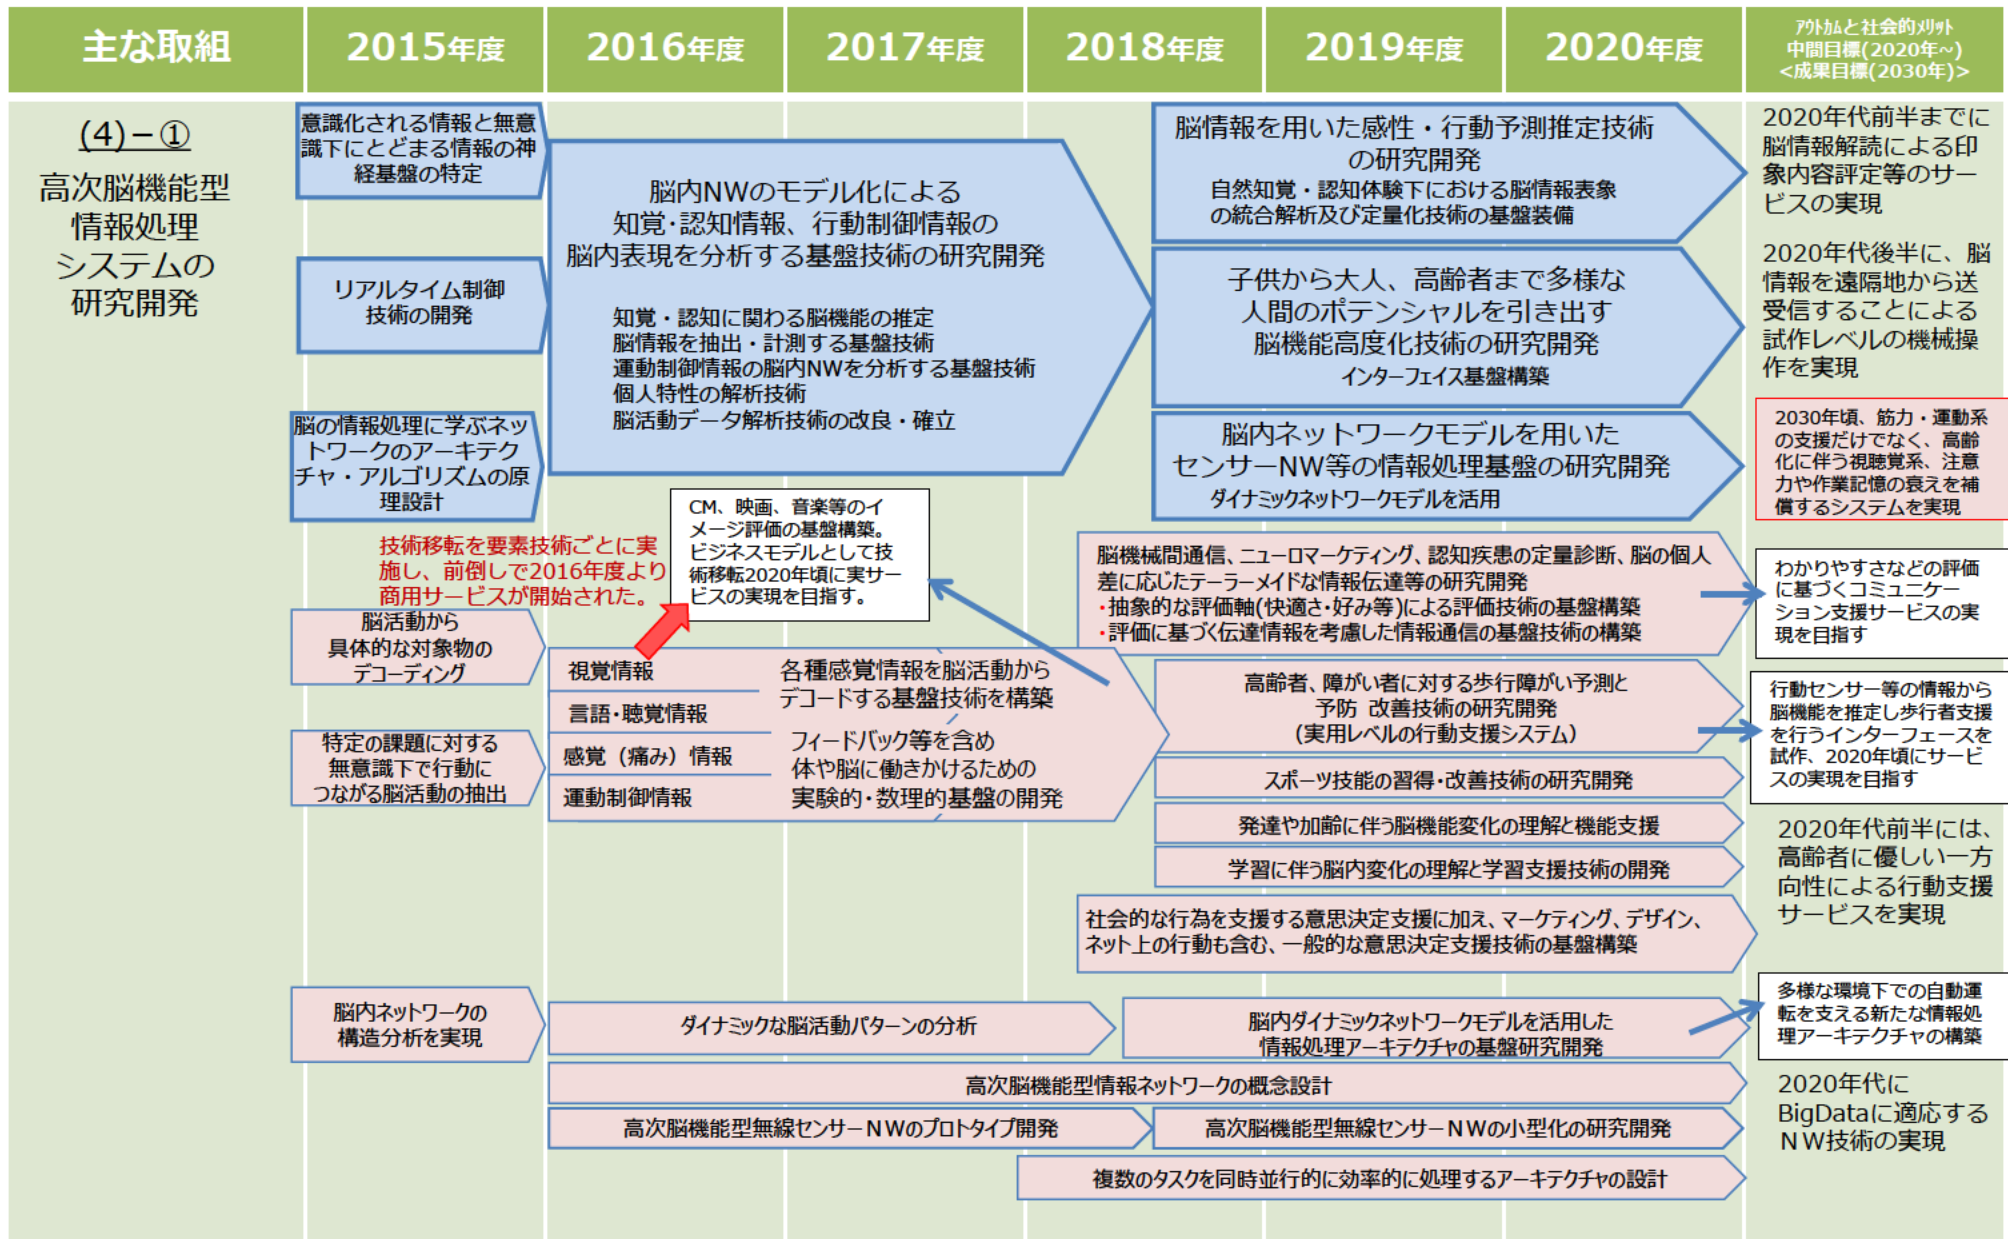 主な取組
2015年度
2016年度
2017年度
2018年度
2019年度
2020年度
ｱｳﾄｶﾑと社会的ﾒﾘｯﾄ
中間目標(2020年~)
<成果目標(2030年)>
(4)－①
高次脳機能型
情報処理
システムの
研究開発
意識化される情報と無意
識下にとどまる情報の神
経基盤の特定
リアルタイム制御
技術の開発
脳の情報処理に学ぶネッ
トワークのアーキテク
チャ・アルゴリズムの原
理設計
脳内NWのモデル化による
知覚・認知情報、行動制御情報の
脳内表現を分析する基盤技術の研究開発
知覚・認知に関わる脳機能の推定
脳情報を抽出・計測する基盤技術
運動制御情報の脳内NWを分析する基盤技術
個人特性の解析技術
脳活動データ解析技術の改良・確立
脳情報を用いた感性・行動予測推定技術
の研究開発
自然知覚・認知体験下における脳情報表象
の統合解析及び定量化技術の基盤装備
子供から大人、高齢者まで多様な
人間のポテンシャルを引き出す
脳機能高度化技術の研究開発
インターフェイス基盤構築
脳内ネットワークモデルを用いた
センサーNW等の情報処理基盤の研究開発
ダイナミックネットワークモデルを活用
2020年代前半までに
脳情報解読による印
象内容評定等のサー
ビスの実現
2020年代後半に、脳
情報を遠隔地から送
受信することによる
試作レベルの機械操
作を実現
2030年頃、筋力・運動系
の支援だけでなく、高齢
化に伴う視聴覚系、注意
力や作業記憶の衰えを補
償するシステムを実現
技術移転を要素技術ごとに実
施し、前倒しで2016年度より
商用サービスが開始された。
CM、映画、音楽等のイ
メージ評価の基盤構築。
ビジネスモデルとして技
術移転2020年頃に実サー
ビスの実現を目指す。
脳活動から
具体的な対象物の
デコーディング
特定の課題に対する
無意識下で行動に
つながる脳活動の抽出
視覚情報
言語・聴覚情報
感覚（痛み）情報
運動制御情報
各種感覚情報を脳活動から
デコードする基盤技術を構築
フィードバック等を含め
体や脳に働きかけるための
実験的・数理的基盤の開発
脳機械間通信、ニューロマーケティング、認知疾患の定量診断、脳の個人
差に応じたテーラーメイドな情報伝達等の研究開発
・抽象的な評価軸(快適さ・好み等)による評価技術の基盤構築
・評価に基づく伝達情報を考慮した情報通信の基盤技術の構築
高齢者、障がい者に対する歩行障がい予測と
予防 改善技術の研究開発
（実用レベルの行動支援システム）
スポーツ技能の習得・改善技術の研究開発
発達や加齢に伴う脳機能変化の理解と機能支援
学習に伴う脳内変化の理解と学習支援技術の開発
社会的な行為を支援する意思決定支援に加え、マーケティング、デザイン、
ネット上の行動も含む、一般的な意思決定支援技術の基盤構築
わかりやすさなどの評価
に基づくコミュニケー
ション支援サービスの実
現を目指す
行動センサー等の情報から
脳機能を推定し歩行者支援
を行うインターフェースを
試作、2020年頃にサービ
スの実現を目指す
2020年代前半には、
高齢者に優しい一方
向性による行動支援
サービスを実現
脳内ネットワークの
構造分析を実現
ダイナミックな脳活動パターンの分析
脳内ダイナミックネットワークモデルを活用した
情報処理アーキテクチャの基盤研究開発
多様な環境下での自動運
転を支える新たな情報処
理アーキテクチャの構築
高次脳機能型情報ネットワークの概念設計
高次脳機能型無線センサーＮＷのプロトタイプ開発
高次脳機能型無線センサーＮＷの小型化の研究開発
複数のタスクを同時並行的に効率的に処理するアーキテクチャの設計
2020年代に
BigDataに適応する
ＮＷ技術の実現